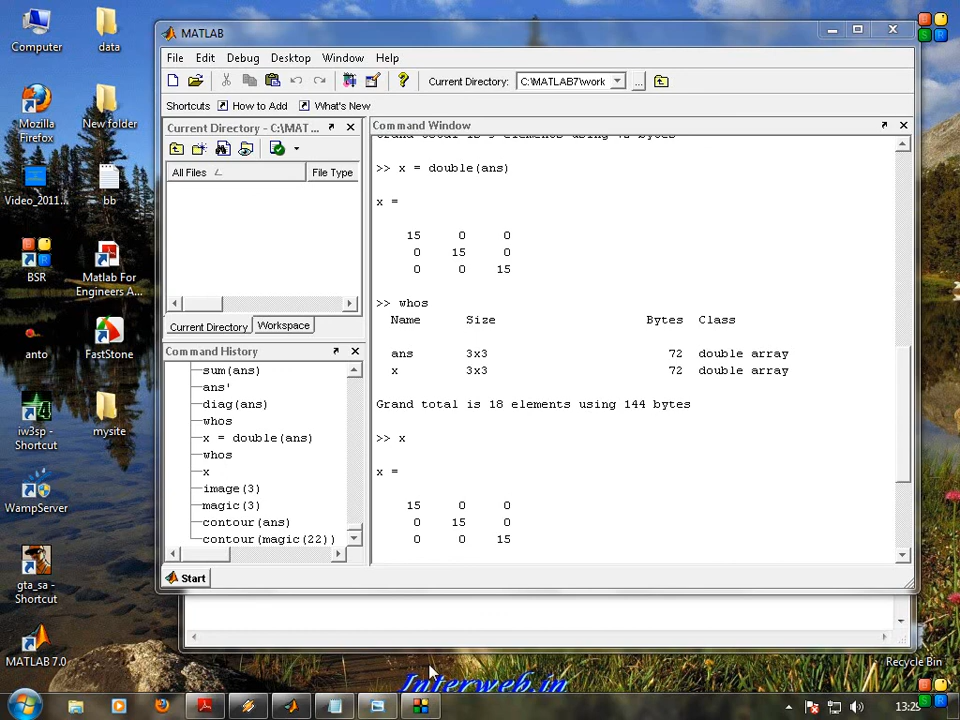 Computer
data
Mozilla
Firefox
New folder
Video_2011...
bb
BSR
Matlab For
Engineers A...
anto
FastStone
iw3sp -
Shortcut
mysite
WampServer
gta_sa -
Shortcut
MATLAB 7.0
MATLAB
File Edit Debug Desktop Window Help
Current Directory: C:\MATLAB7\work
Shortcuts How to Add What's New
Current Directory - C:\MAT...
All Files File Type
Current Directory Workspace
Command History
sum(ans)
ans'
diag(ans)
whos
x = double(ans)
whos
x
image(3)
magic(3)
contour(ans)
contour(magic(22))
Command Window
>> x = double(ans)
x =
15 0 0
0 15 0
0 0 15
>> whos
Name Size Bytes Class
ans 3x3 72 double array
x 3x3 72 double array
Grand total is 18 elements using 144 bytes
>> x
x =
15 0 0
0 15 0
0 0 15
Start
Recycle Bin
Interweb.in